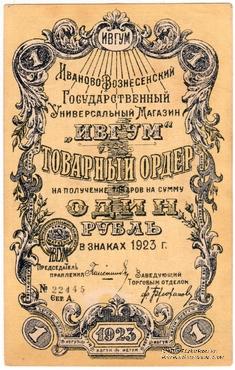 ИВГУМ
1 1
Иваново-Вознесенский
Государственный
Универсальный Магазин
"ИВГУМ"
ТОВАРНЫЙ ОРДЕР
НА ПОЛУЧЕНИЕ ТОВАРОВ НА СУММУ
ОДИН
РУБЛЬ
В ЗНАКАХ 1923 г.
Председатель
правления
Заведующий
Торговым отделом
№ 22445
Сер. А
1 1923 1